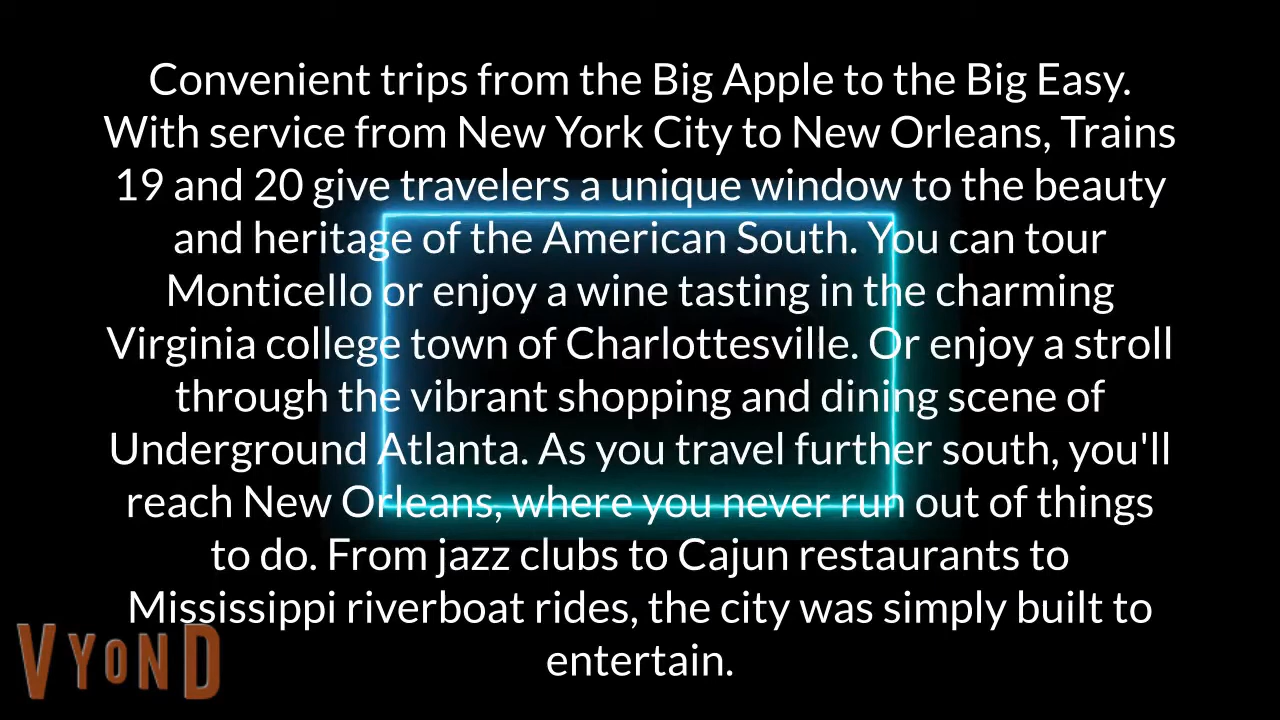 Convenient trips from the Big Apple to the Big Easy.
With service from New York City to New Orleans, Trains
19 and 20 give travelers a unique window to the beauty
and heritage of the American South. You can tour
Monticello or enjoy a wine tasting in the charming
Virginia college town of Charlottesville. Or enjoy a stroll
through the vibrant shopping and dining scene of
Underground Atlanta. As you travel further south, you'll
reach New Orleans, where you never run out of things
to do. From jazz clubs to Cajun restaurants to
Mississippi riverboat rides, the city was simply built to
entertain.
VYOND